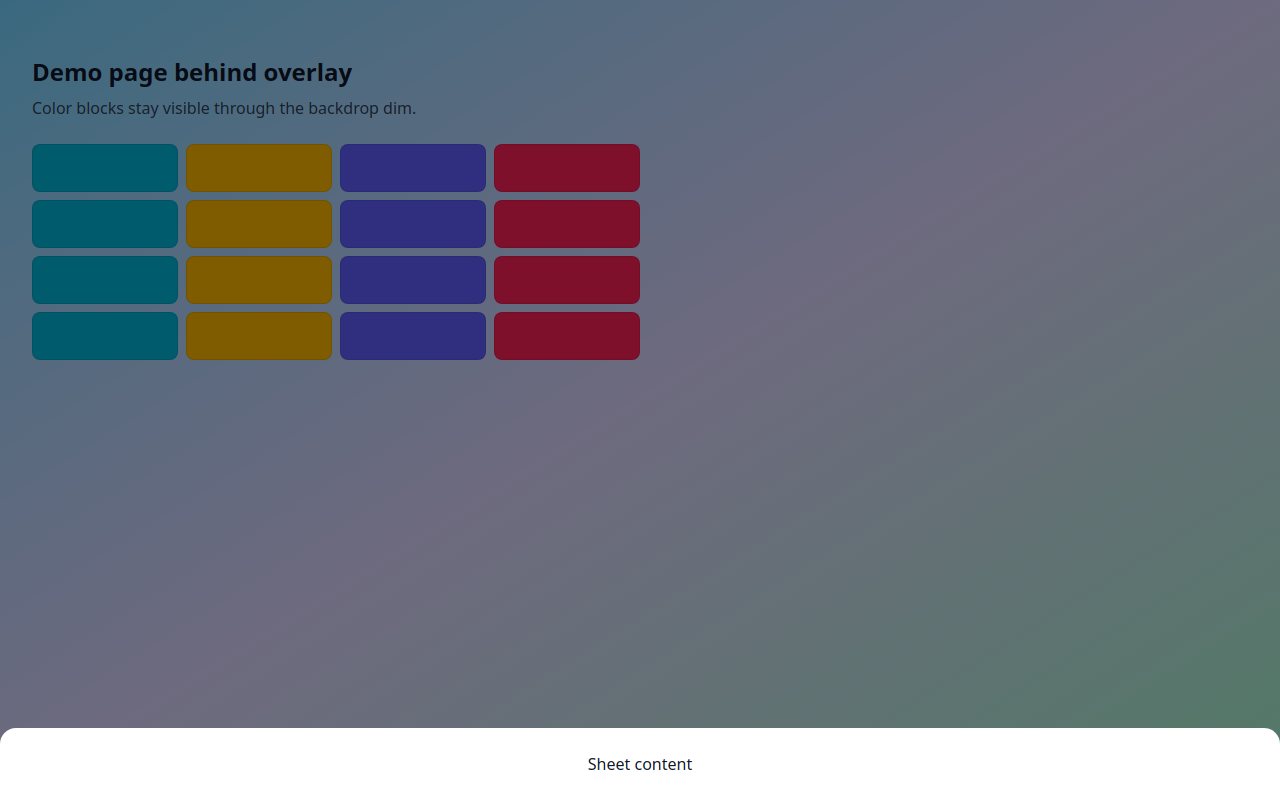 Demo page behind overlay
Color blocks stay visible through the backdrop dim.
Sheet content